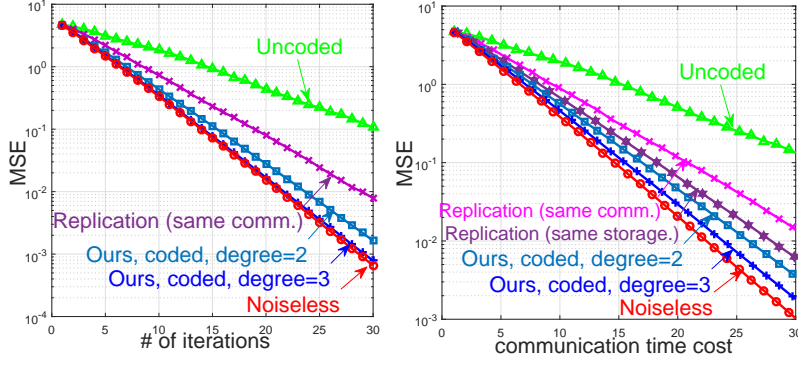 10^1
10^0
10^-1
10^-2
10^-3
10^-4
MSE
0
5
10
15
20
25
30
# of iterations
Uncoded
Replication (same comm.)
Ours, coded, degree=2
Ours, coded, degree=3
Noiseless
10^1
10^0
10^-1
10^-2
10^-3
MSE
0
5
10
15
20
25
30
communication time cost
Uncoded
Replication (same comm.)
Replication (same storage.)
Ours, coded, degree=2
Ours, coded, degree=3
Noiseless